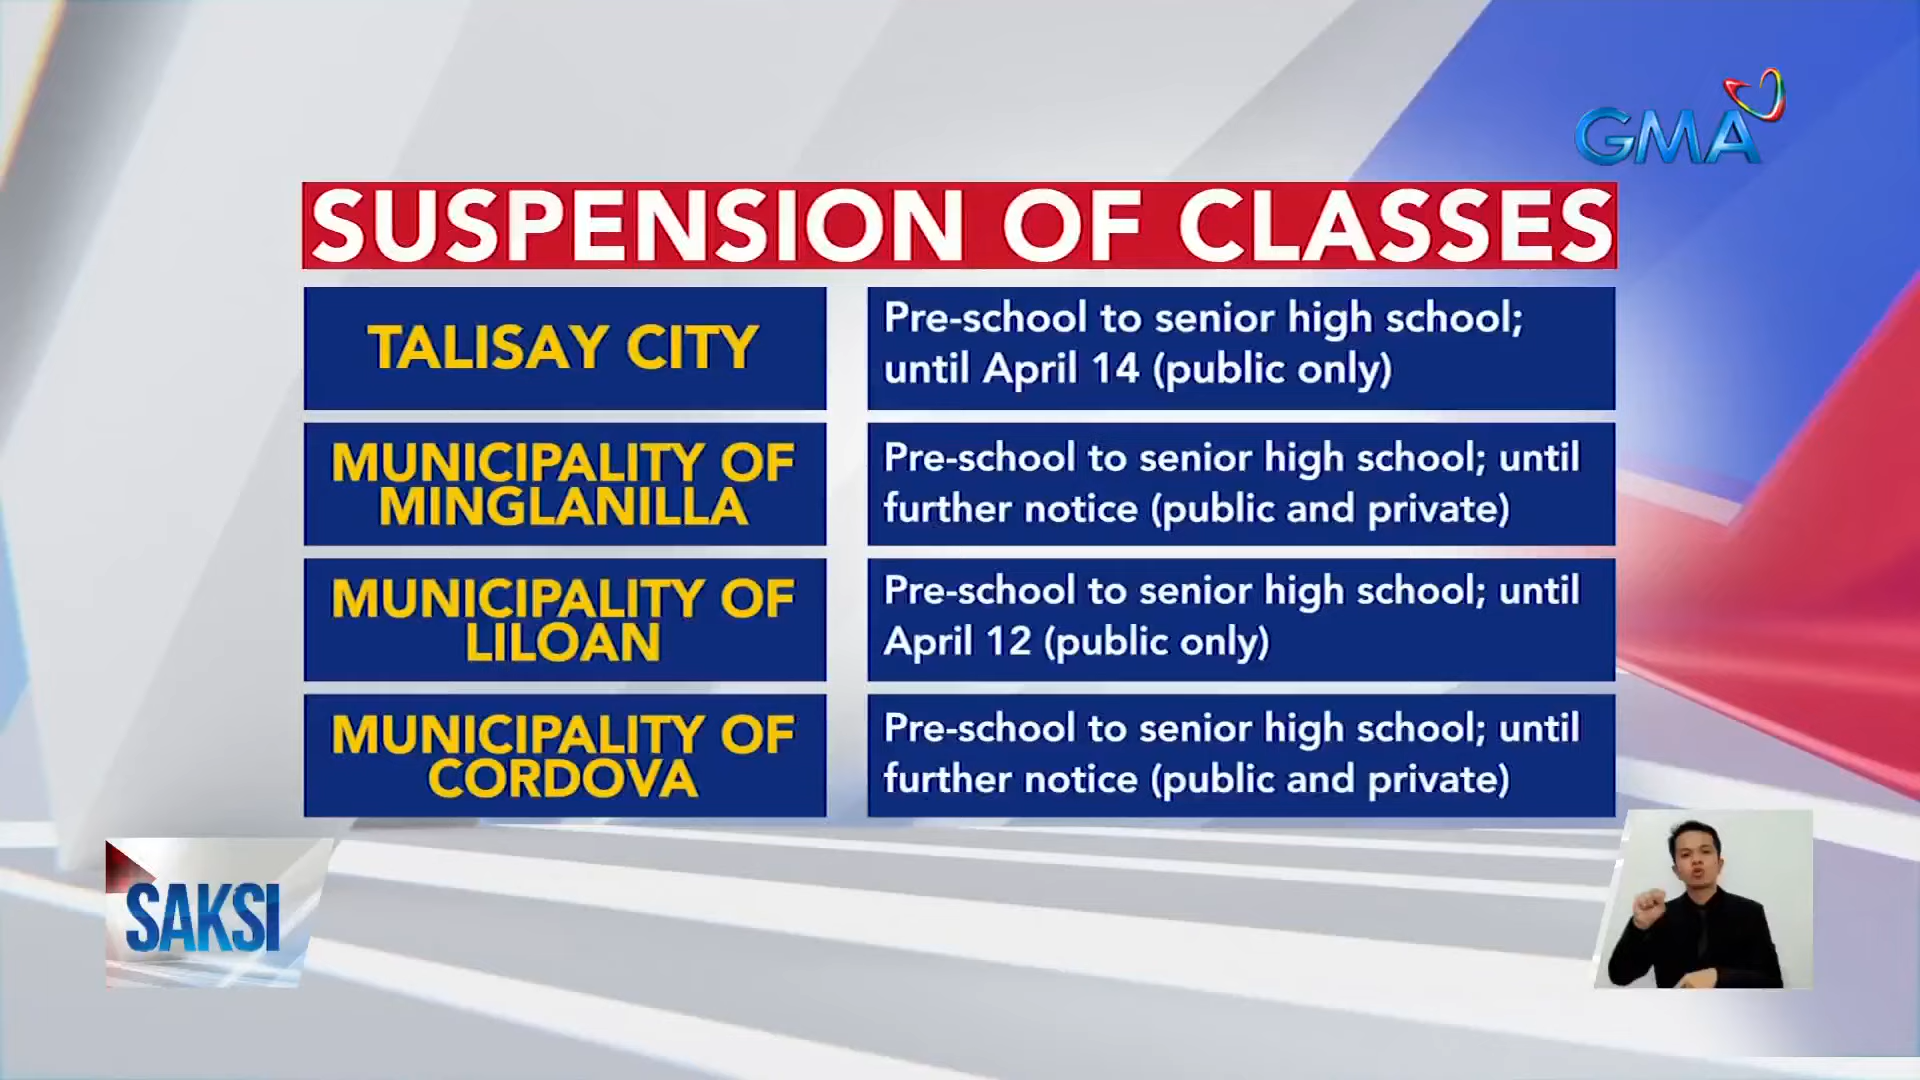 GMA
SUSPENSION OF CLASSES
TALISAY CITY
Pre-school to senior high school;
until April 14 (public only)
MUNICIPALITY OF
MINGLANILLA
Pre-school to senior high school; until
further notice (public and private)
MUNICIPALITY OF
LILOAN
Pre-school to senior high school; until
April 12 (public only)
MUNICIPALITY OF
CORDOVA
Pre-school to senior high school; until
further notice (public and private)
SAKSI